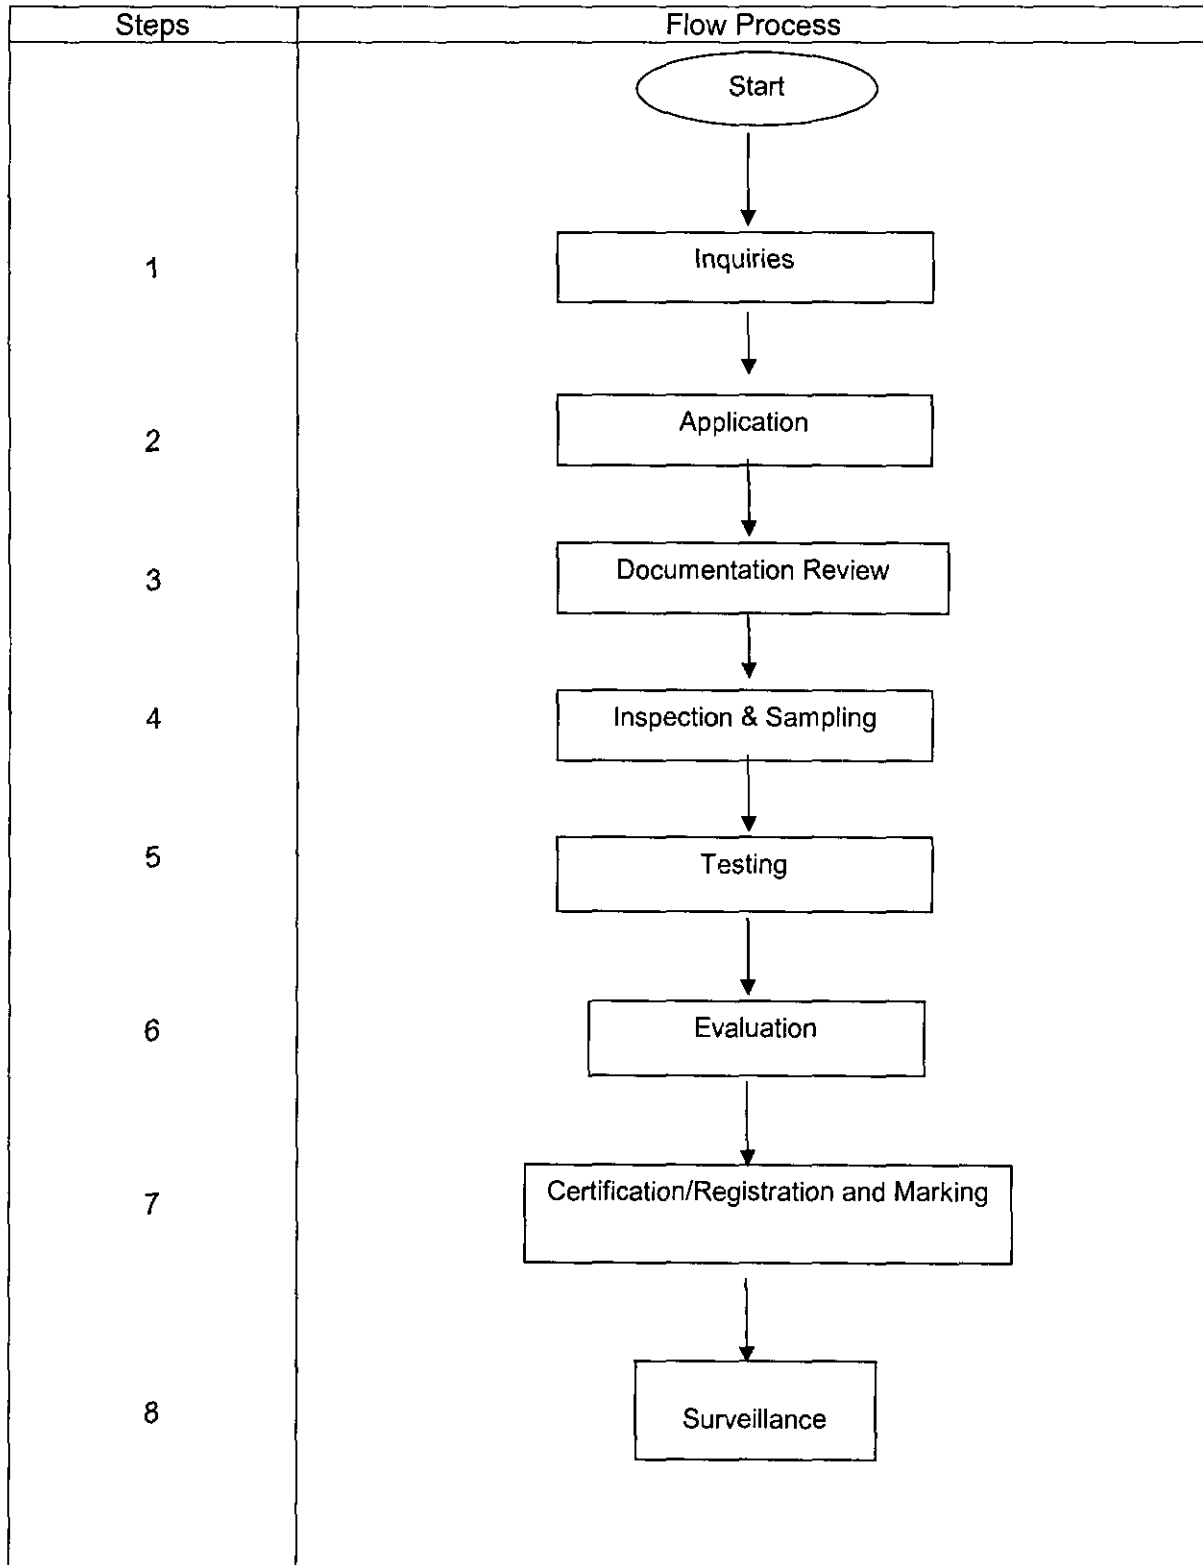 Steps
Flow Process
Start
1
Inquiries
2
Application
3
Documentation Review
4
Inspection & Sampling
5
Testing
6
Evaluation
7
Certification/Registration and Marking
8
Surveillance